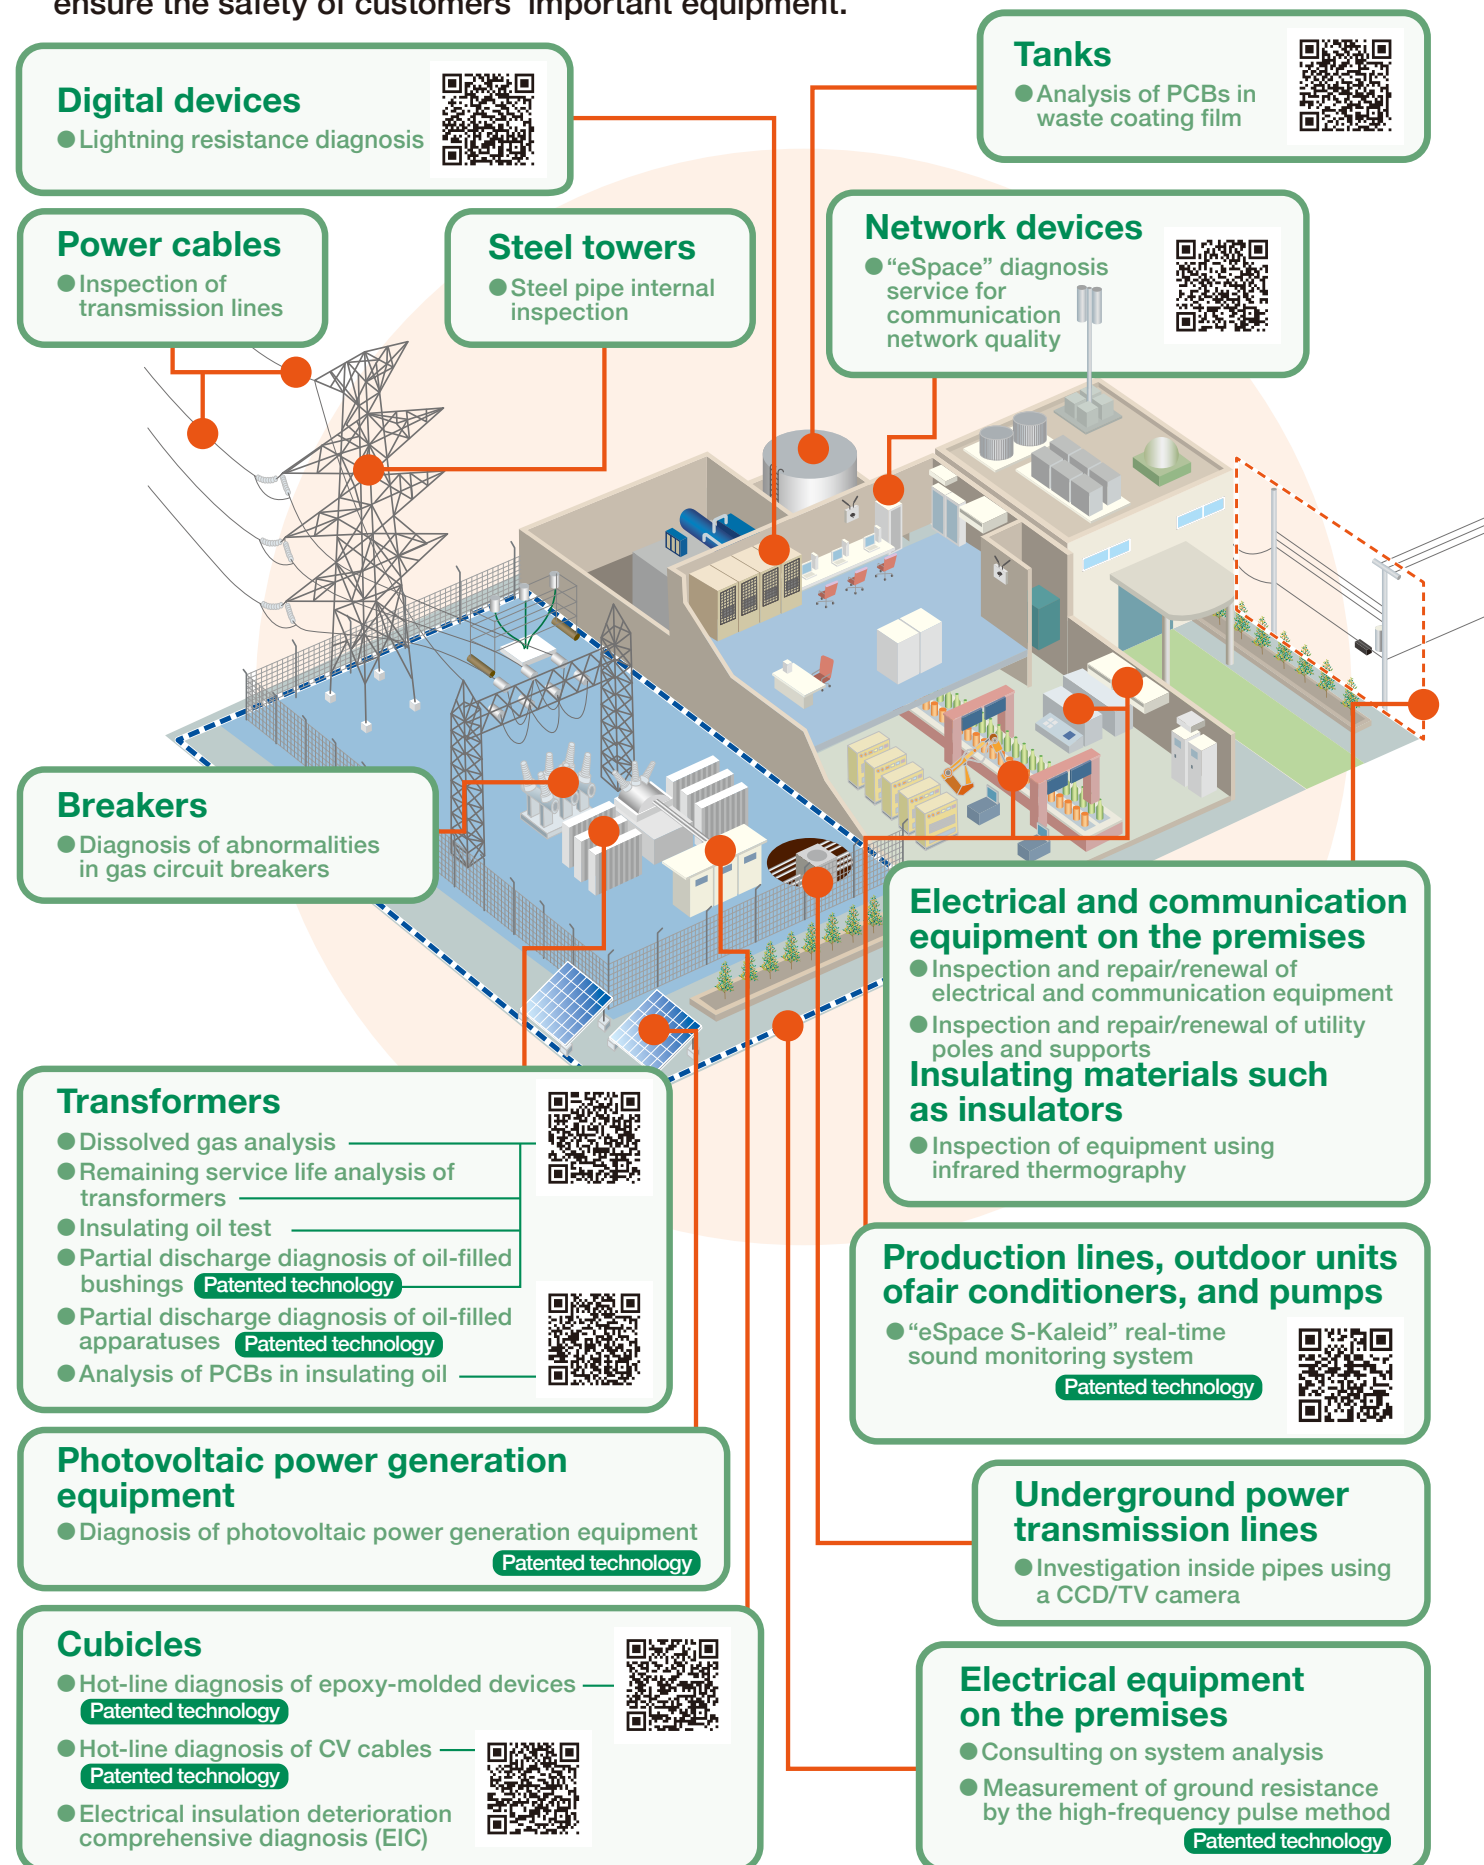 ensure the safety of customers' important equipment.
Digital devices
●Lightning resistance diagnosis
Tanks
●Analysis of PCBs in
waste coating film
Power cables
●Inspection of
transmission lines
Steel towers
●Steel pipe internal
inspection
Network devices
●“eSpace” diagnosis
service for
communication
network quality
Breakers
●Diagnosis of abnormalities
in gas circuit breakers
Electrical and communication
equipment on the premises
●Inspection and repair/renewal of
electrical and communication equipment
●Inspection and repair/renewal of utility
poles and supports
Insulating materials such
as insulators
●Inspection of equipment using
infrared thermography
Transformers
●Dissolved gas analysis
●Remaining service life analysis of
transformers
●Insulating oil test
●Partial discharge diagnosis of oil-filled
bushings Patented technology
●Partial discharge diagnosis of oil-filled
apparatuses Patented technology
●Analysis of PCBs in insulating oil
Production lines, outdoor units
ofair conditioners, and pumps
●“eSpace S-Kaleid” real-time
sound monitoring system
Patented technology
Photovoltaic power generation
equipment
●Diagnosis of photovoltaic power generation equipment
Patented technology
Underground power
transmission lines
●Investigation inside pipes using
a CCD/TV camera
Cubicles
●Hot-line diagnosis of epoxy-molded devices
Patented technology
●Hot-line diagnosis of CV cables
Patented technology
●Electrical insulation deterioration
comprehensive diagnosis (EIC)
Electrical equipment
on the premises
●Consulting on system analysis
●Measurement of ground resistance
by the high-frequency pulse method
Patented technology